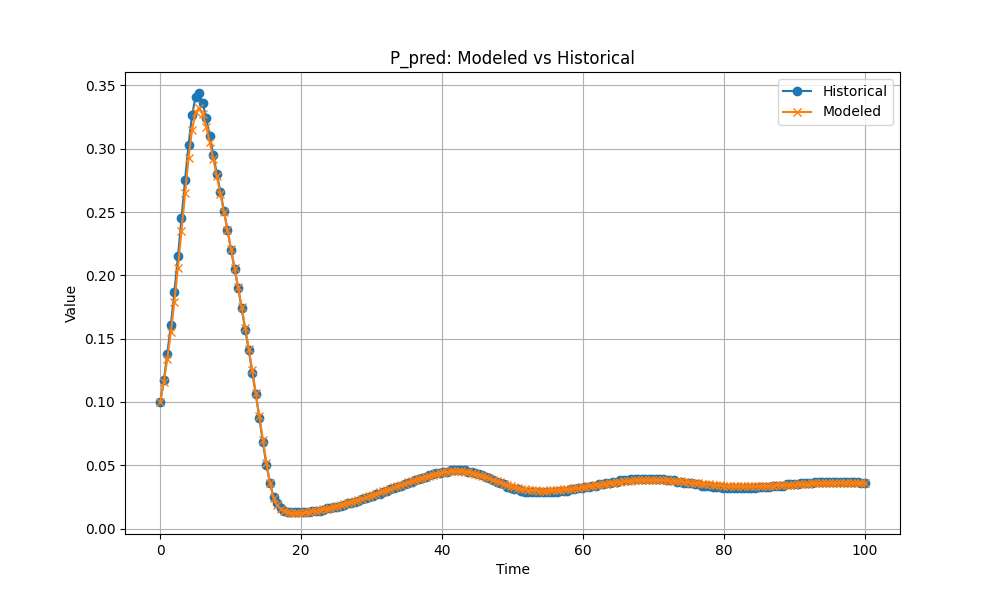 P_pred: Modeled vs Historical
Historical
Modeled
Value
0.35
0.30
0.25
0.20
0.15
0.10
0.05
0.00
0 20 40 60 80 100
Time